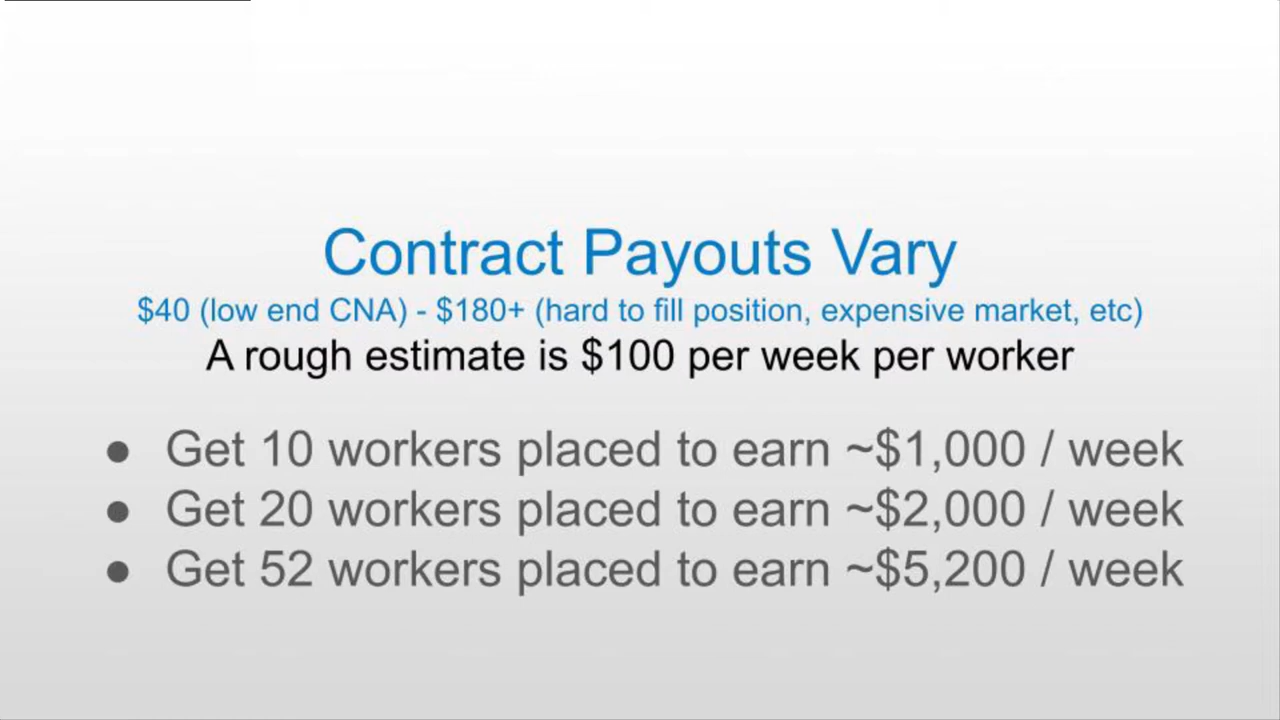 Contract Payouts Vary
$40 (low end CNA) - $180+ (hard to fill position, expensive market, etc)
A rough estimate is $100 per week per worker
● Get 10 workers placed to earn ~$1,000 / week
● Get 20 workers placed to earn ~$2,000 / week
● Get 52 workers placed to earn ~$5,200 / week